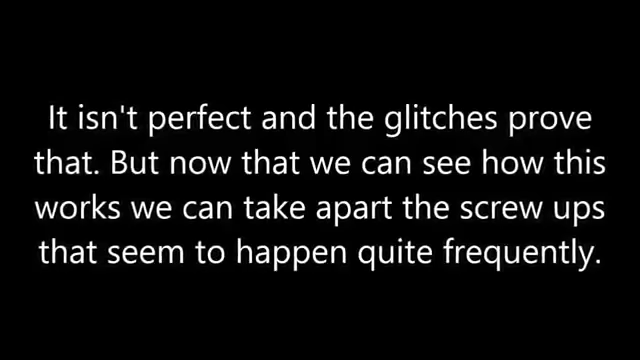 It isn't perfect and the glitches prove
that. But now that we can see how this
works we can take apart the screw ups
that seem to happen quite frequently.